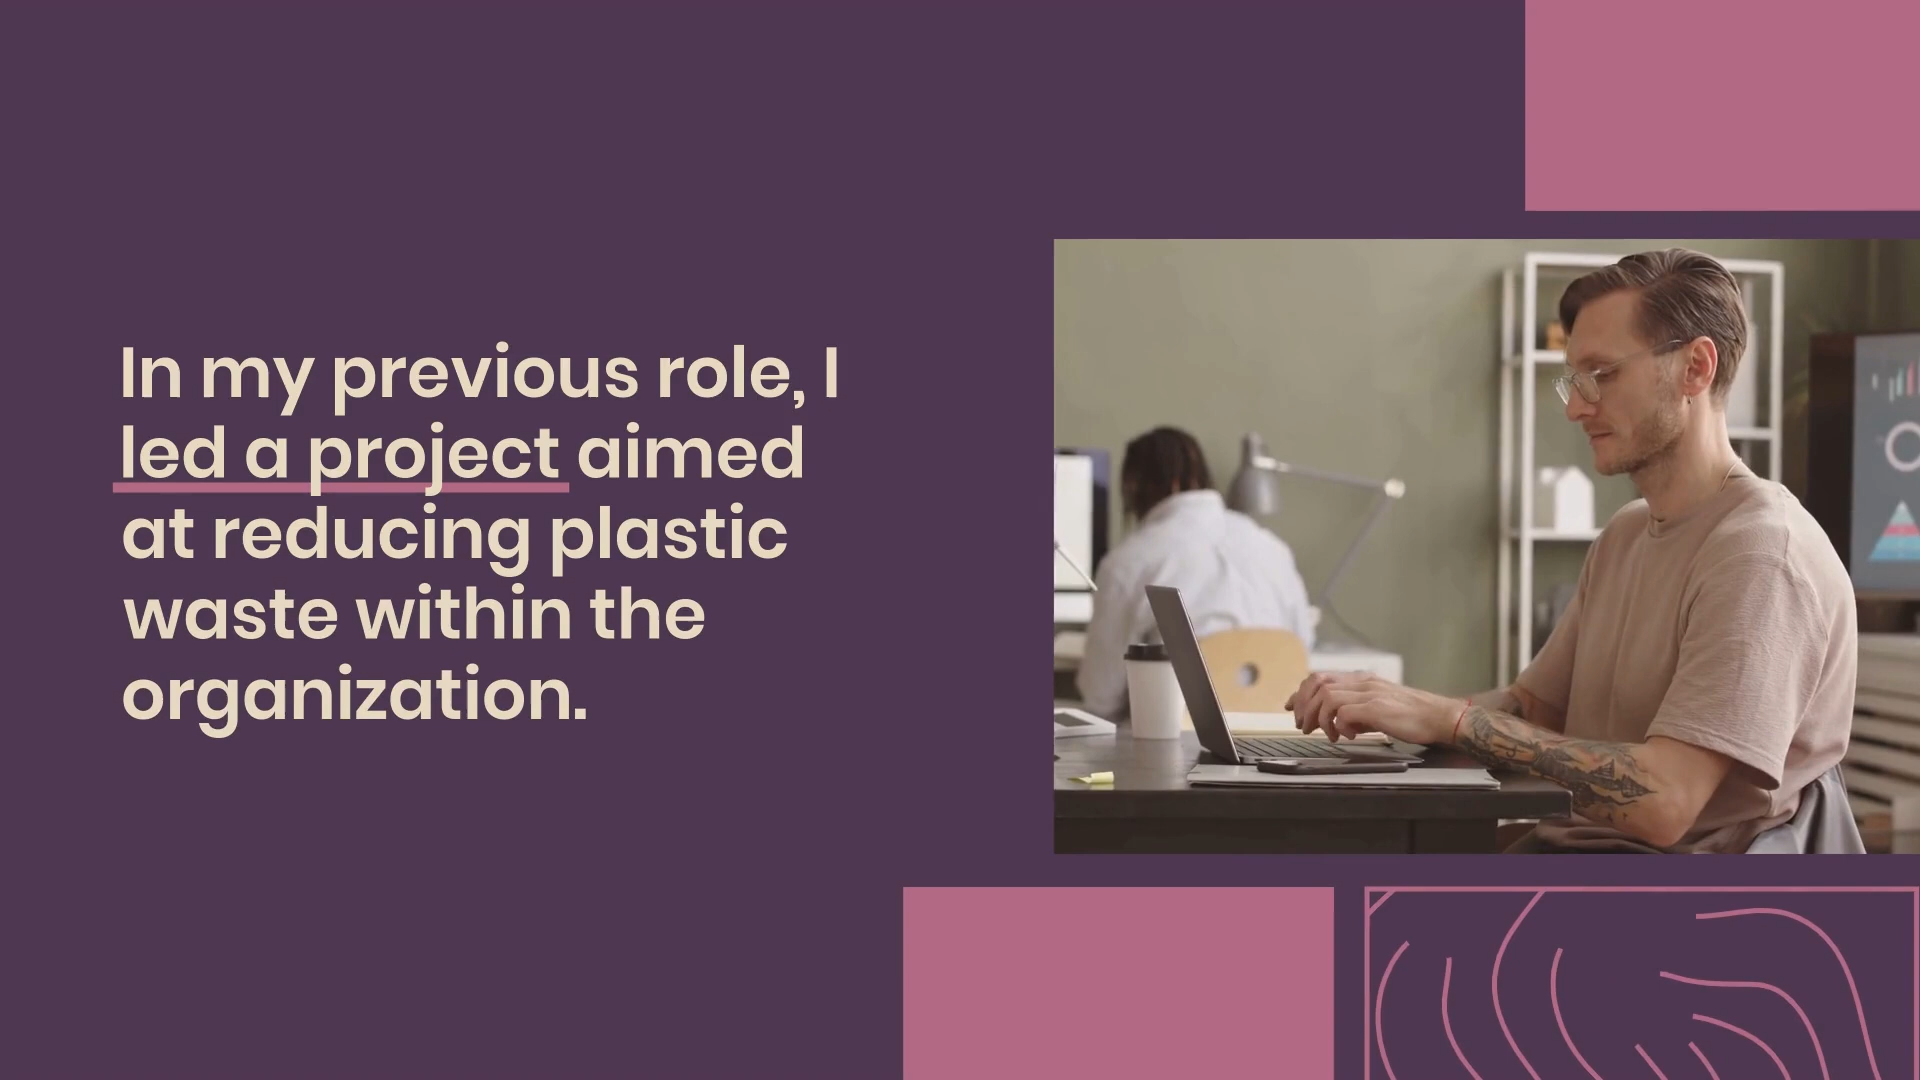 In my previous role, I
led a project aimed
at reducing plastic
waste within the
organization.